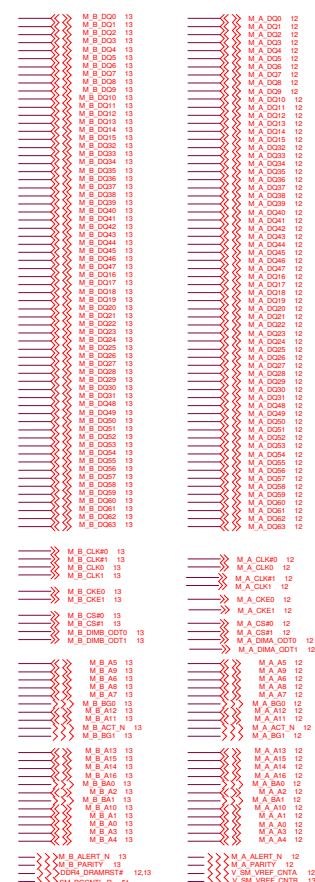 M_B_DQ0 13
M_B_DQ1 13
M_B_DQ2 13
M_B_DQ3 13
M_B_DQ4 13
M_B_DQ5 13
M_B_DQ6 13
M_B_DQ7 13
M_B_DQ8 13
M_B_DQ9 13
M_B_DQ10 13
M_B_DQ11 13
M_B_DQ12 13
M_B_DQ13 13
M_B_DQ14 13
M_B_DQ15 13
M_B_DQ32 13
M_B_DQ33 13
M_B_DQ34 13
M_B_DQ35 13
M_B_DQ36 13
M_B_DQ37 13
M_B_DQ38 13
M_B_DQ39 13
M_B_DQ40 13
M_B_DQ41 13
M_B_DQ42 13
M_B_DQ43 13
M_B_DQ44 13
M_B_DQ45 13
M_B_DQ46 13
M_B_DQ47 13
M_B_DQ16 13
M_B_DQ17 13
M_B_DQ18 13
M_B_DQ19 13
M_B_DQ20 13
M_B_DQ21 13
M_B_DQ22 13
M_B_DQ23 13
M_B_DQ24 13
M_B_DQ25 13
M_B_DQ26 13
M_B_DQ27 13
M_B_DQ28 13
M_B_DQ29 13
M_B_DQ30 13
M_B_DQ31 13
M_B_DQ48 13
M_B_DQ49 13
M_B_DQ50 13
M_B_DQ51 13
M_B_DQ52 13
M_B_DQ53 13
M_B_DQ54 13
M_B_DQ55 13
M_B_DQ56 13
M_B_DQ57 13
M_B_DQ58 13
M_B_DQ59 13
M_B_DQ60 13
M_B_DQ61 13
M_B_DQ62 13
M_B_DQ63 13
M_B_CLK#0 13
M_B_CLK#1 13
M_B_CLK0 13
M_B_CLK1 13
M_B_CKE0 13
M_B_CKE1 13
M_B_CS#0 13
M_B_CS#1 13
M_B_DIMB_ODT0 13
M_B_DIMB_ODT1 13
M_B_A5 13
M_B_A9 13
M_B_A6 13
M_B_A8 13
M_B_A7 13
M_B_BG0 13
M_B_A12 13
M_B_A11 13
M_B_ACT_N 13
M_B_BG1 13
M_B_A13 13
M_B_A15 13
M_B_A14 13
M_B_A16 13
M_B_BA0 13
M_B_A2 13
M_B_BA1 13
M_B_A10 13
M_B_A1 13
M_B_A0 13
M_B_A3 13
M_B_A4 13
M_B_ALERT_N 13
M_B_PARITY 13
DDR4_DRAMRST# 12,13
M_A_DQ0 12
M_A_DQ1 12
M_A_DQ2 12
M_A_DQ3 12
M_A_DQ4 12
M_A_DQ5 12
M_A_DQ6 12
M_A_DQ7 12
M_A_DQ8 12
M_A_DQ9 12
M_A_DQ10 12
M_A_DQ11 12
M_A_DQ12 12
M_A_DQ13 12
M_A_DQ14 12
M_A_DQ15 12
M_A_DQ32 12
M_A_DQ33 12
M_A_DQ34 12
M_A_DQ35 12
M_A_DQ36 12
M_A_DQ37 12
M_A_DQ38 12
M_A_DQ39 12
M_A_DQ40 12
M_A_DQ41 12
M_A_DQ42 12
M_A_DQ43 12
M_A_DQ44 12
M_A_DQ45 12
M_A_DQ46 12
M_A_DQ47 12
M_A_DQ16 12
M_A_DQ17 12
M_A_DQ18 12
M_A_DQ19 12
M_A_DQ20 12
M_A_DQ21 12
M_A_DQ22 12
M_A_DQ23 12
M_A_DQ24 12
M_A_DQ25 12
M_A_DQ26 12
M_A_DQ27 12
M_A_DQ28 12
M_A_DQ29 12
M_A_DQ30 12
M_A_DQ31 12
M_A_DQ48 12
M_A_DQ49 12
M_A_DQ50 12
M_A_DQ51 12
M_A_DQ52 12
M_A_DQ53 12
M_A_DQ54 12
M_A_DQ55 12
M_A_DQ56 12
M_A_DQ57 12
M_A_DQ58 12
M_A_DQ59 12
M_A_DQ60 12
M_A_DQ61 12
M_A_DQ62 12
M_A_DQ63 12
M_A_CLK#0 12
M_A_CLK0 12
M_A_CLK#1 12
M_A_CLK1 12
M_A_CKE0 12
M_A_CKE1 12
M_A_CS#0 12
M_A_CS#1 12
M_A_DIMA_ODT0 12
M_A_DIMA_ODT1 12
M_A_A5 12
M_A_A9 12
M_A_A6 12
M_A_A8 12
M_A_A7 12
M_A_BG0 12
M_A_A12 12
M_A_A11 12
M_A_ACT_N 12
M_A_BG1 12
M_A_A13 12
M_A_A15 12
M_A_A14 12
M_A_A16 12
M_A_BA0 12
M_A_A2 12
M_A_BA1 12
M_A_A10 12
M_A_A1 12
M_A_A0 12
M_A_A3 12
M_A_A4 12
M_A_ALERT_N 12
M_A_PARITY 12
V_SM_VREF_CNTA 12
V_SM_VREF_CNTB 13